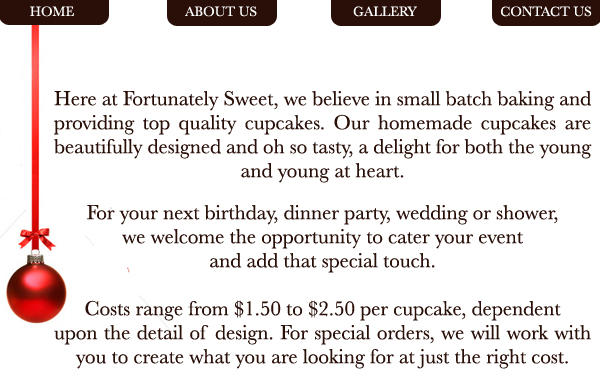 HOME ABOUT US GALLERY CONTACT US
Here at Fortunately Sweet, we believe in small batch baking and
providing top quality cupcakes. Our homemade cupcakes are
beautifully designed and oh so tasty, a delight for both the young
and young at heart.
For your next birthday, dinner party, wedding or shower,
we welcome the opportunity to cater your event
and add that special touch.
Costs range from $1.50 to $2.50 per cupcake, dependent
upon the detail of design. For special orders, we will work with
you to create what you are looking for at just the right cost.